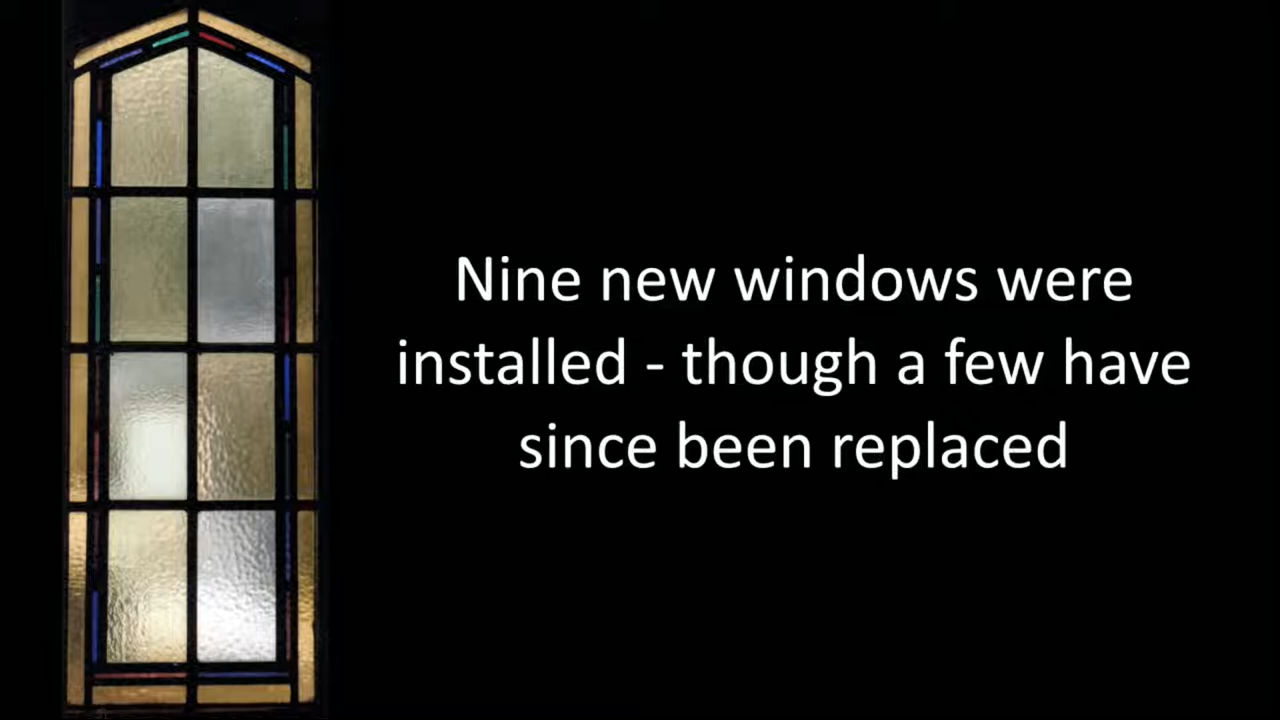 Nine new windows were
installed - though a few have
since been replaced